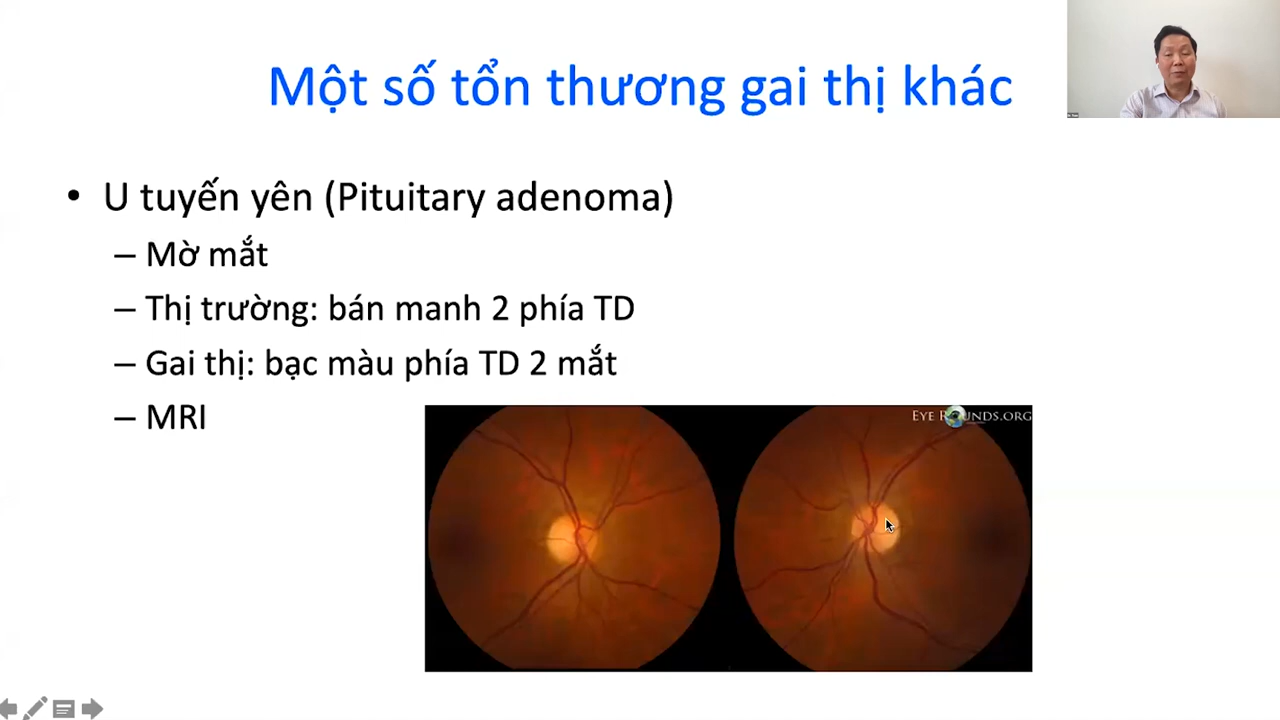 Một số tổn thương gai thị khác
• U tuyến yên (Pituitary adenoma)
– Mờ mắt
– Thị trường: bán manh 2 phía TD
– Gai thị: bạc màu phía TD 2 mắt
– MRI
EYE ROUNDS.ORG